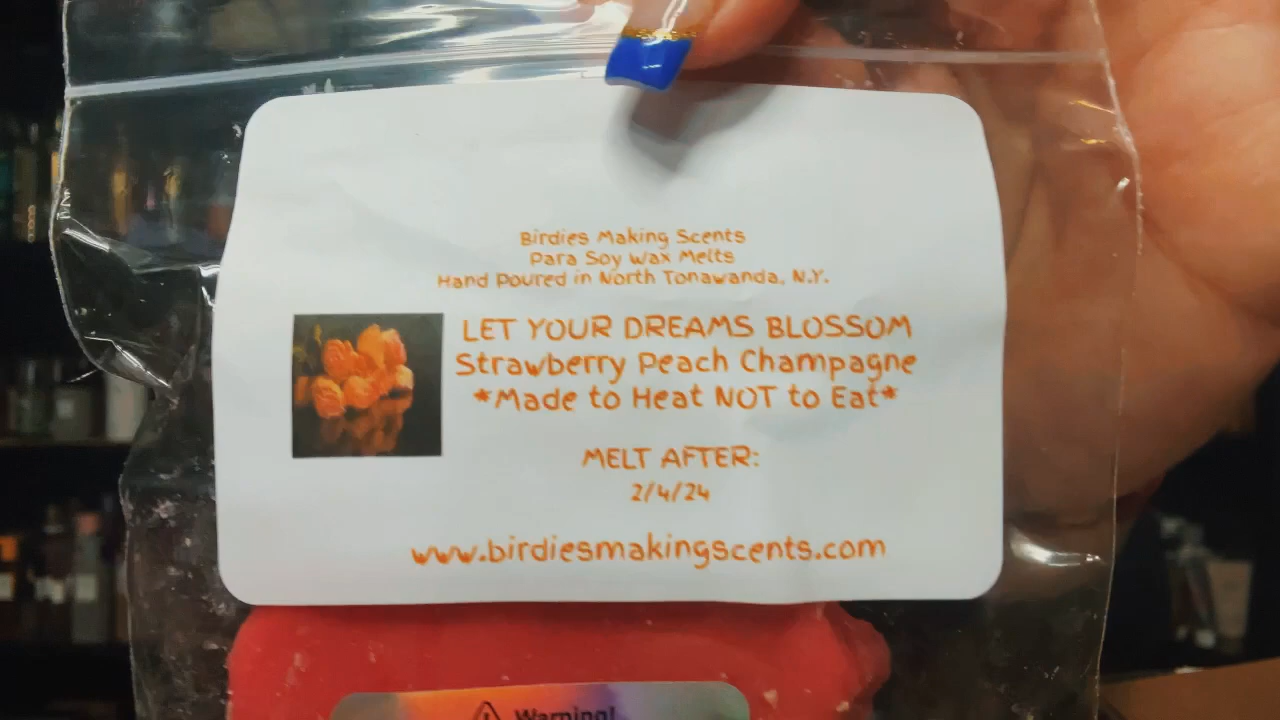 Birdies Making Scents
Para Soy Wax Melts
Hand Poured in North Tonawanda, N.Y.
LET YOUR DREAMS BLOSSOM
Strawberry Peach Champagne
*Made to Heat NOT to Eat*
MELT AFTER:
2/4/24
www.birdiesmakingscents.com
Warning!